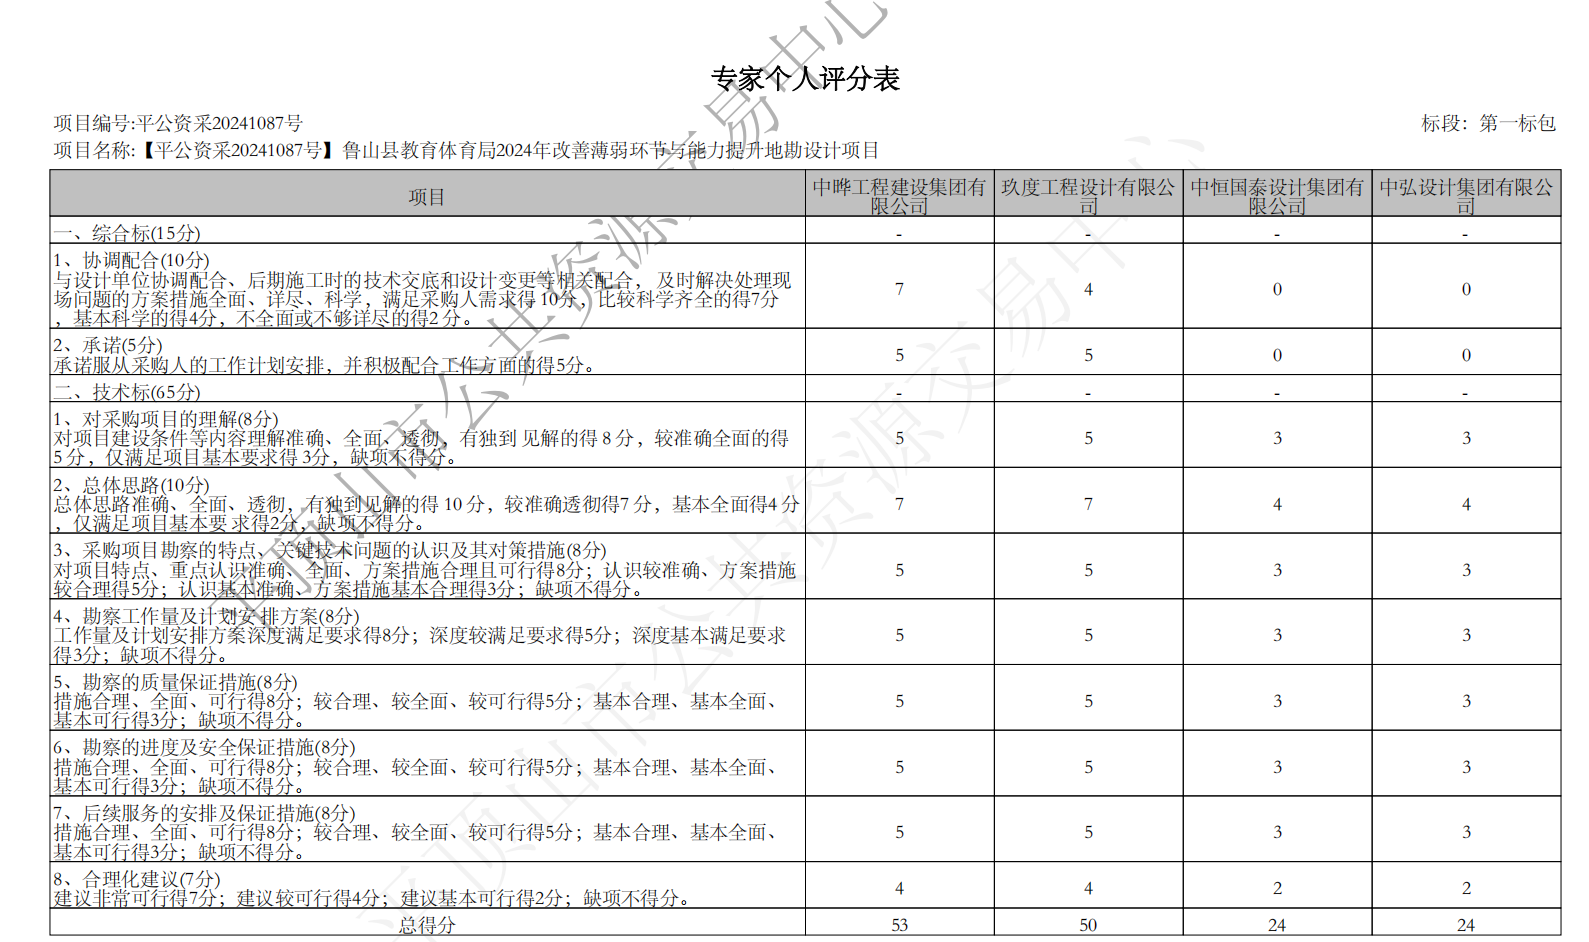 专家个人评分表
项目编号:平公资采20241087号
标段：第一标包
项目名称:【平公资采20241087号】鲁山县教育体育局2024年改善薄弱环节与能力提升地勘设计项目
项目
中晔工程建设集团有
限公司
玖度工程设计有限公
司
中恒国泰设计集团有
限公司
中弘设计集团有限公
司
一、综合标(15分)
-
-
-
-
1、协调配合(10分)
与设计单位协调配合、后期施工时的技术交底和设计变更等相关配合， 及时解决处理现
场问题的方案措施全面、详尽、科学，满足采购人需求得 10分，比较科学齐全的得7分
，基本科学的得4分，不全面或不够详尽的得2 分。
7
4
0
0
2、承诺(5分)
承诺服从采购人的工作计划安排，并积极配合工作方面的得5分。
5
5
0
0
二、技术标(65分)
-
-
-
-
1、对采购项目的理解(8分)
对项目建设条件等内容理解准确、全面、透彻，有独到 见解的得 8 分，较准确全面的得
5 分，仅满足项目基本要求得 3分，缺项不得分。
5
5
3
3
2、总体思路(10分)
总体思路准确、全面、透彻，有独到见解的得 10 分，较准确透彻得7 分，基本全面得4 分
，仅满足项目基本要 求得2分，缺项不得分。
7
7
4
4
3、采购项目勘察的特点、关键技术问题的认识及其对策措施(8分)
对项目特点、重点认识准确、全面、方案措施合理且可行得8分；认识较准确、方案措施
较合理得5分；认识基本准确、方案措施基本合理得3分；缺项不得分。
5
5
3
3
4、勘察工作量及计划安排方案(8分)
工作量及计划安排方案深度满足要求得8分；深度较满足要求得5分；深度基本满足要求
得3分；缺项不得分。
5
5
3
3
5、勘察的质量保证措施(8分)
措施合理、全面、可行得8分；较合理、较全面、较可行得5分；基本合理、基本全面、
基本可行得3分；缺项不得分。
5
5
3
3
6、勘察的进度及安全保证措施(8分)
措施合理、全面、可行得8分；较合理、较全面、较可行得5分；基本合理、基本全面、
基本可行得3分；缺项不得分。
5
5
3
3
7、后续服务的安排及保证措施(8分)
措施合理、全面、可行得8分；较合理、较全面、较可行得5分；基本合理、基本全面、
基本可行得3分；缺项不得分。
5
5
3
3
8、合理化建议(7分)
建议非常可行得7分；建议较可行得4分；建议基本可行得2分；缺项不得分。
4
4
2
2
总得分
53
50
24
24
平顶山市公共资源交易中心
平顶山市公共资源交易中心